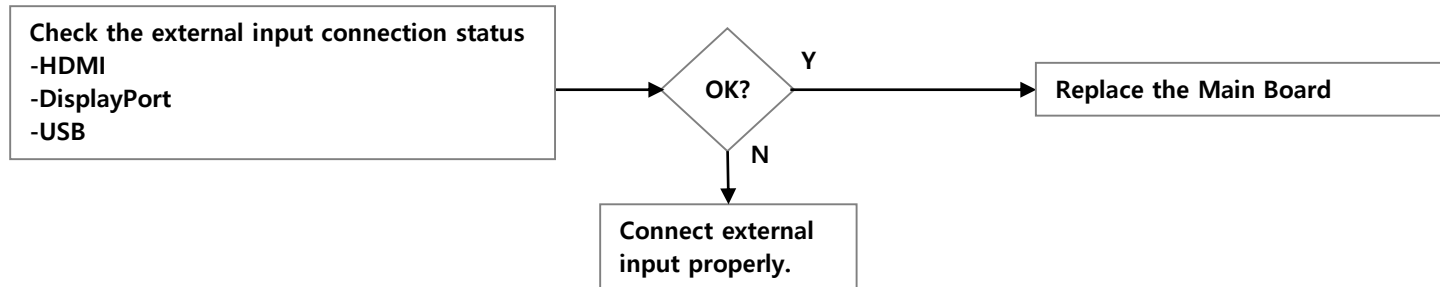 Check the external input connection status
-HDMI
-DisplayPort
-USB
OK?
Y
Replace the Main Board
N
Connect external
input properly.